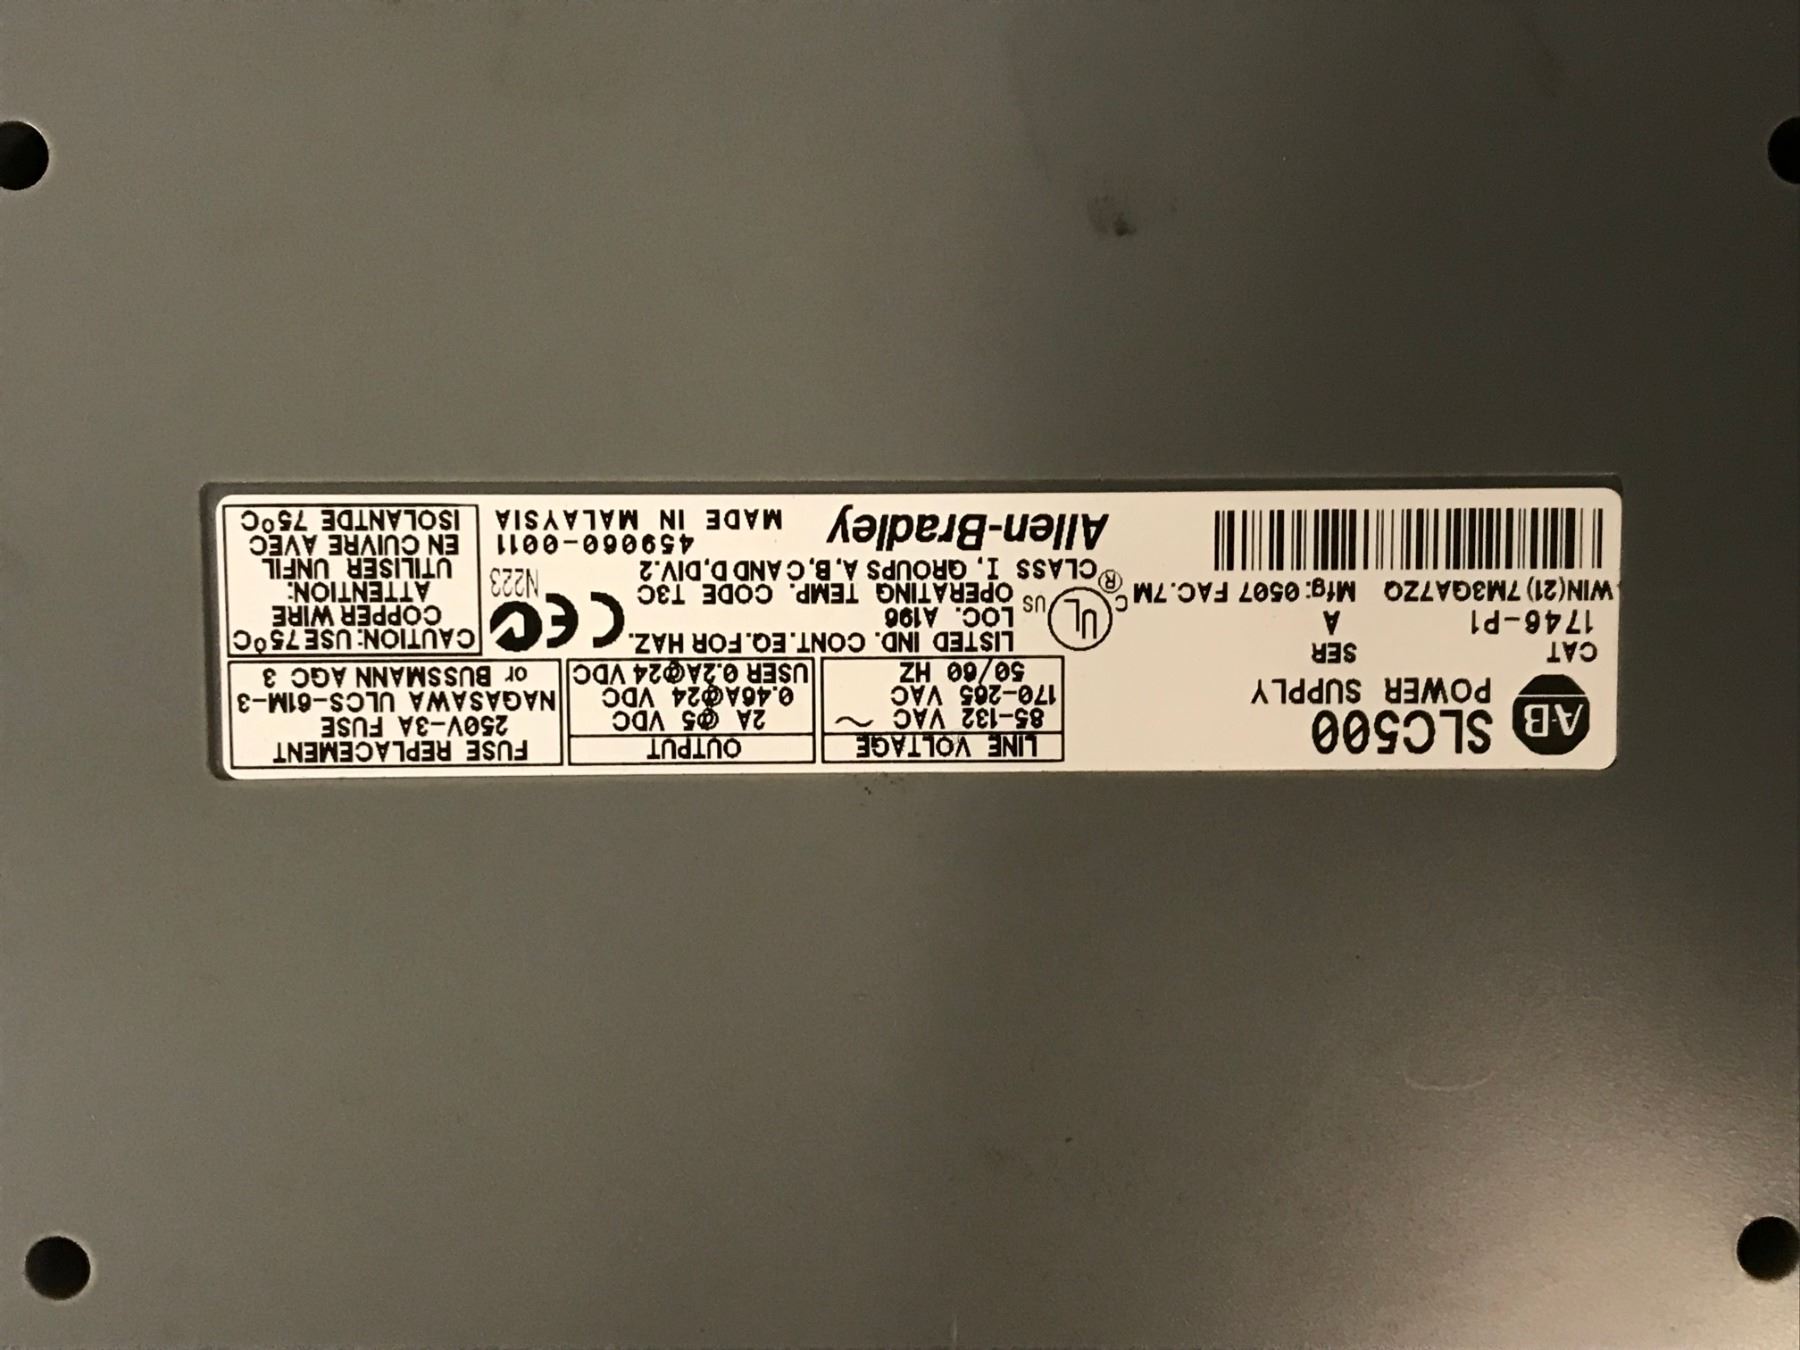 A·B
SLC500
POWER SUPPLY
CAT
SER
1746-P1
A
WIN(21) 7M3GA7ZQ
Mfg: 0507 FAC.7M
LINE VOLTAGE
85-132 VAC ~
170-265 VAC
50/60 HZ
OUTPUT
2A @5 VDC
0.46A@24 VDC
USER 0.2A@24 VDC
FUSE REPLACEMENT
250V-3A FUSE
NAGASAWA ULCS-61M-3
or BUSSMANN AGC 3
C UL US ®
LISTED IND. CONT.EQ.FOR HAZ.
LOC. A196
OPERATING TEMP. CODE T3C
CLASS I, GROUPS A,B,C AND D,DIV.2
Allen-Bradley
CE
N223
459060-0011
MADE IN MALAYSIA
CAUTION: USE 75°C
COPPER WIRE
ATTENTION:
UTILISER UNFIL
EN CUIVRE AVEC
ISOLANTDE 75°C